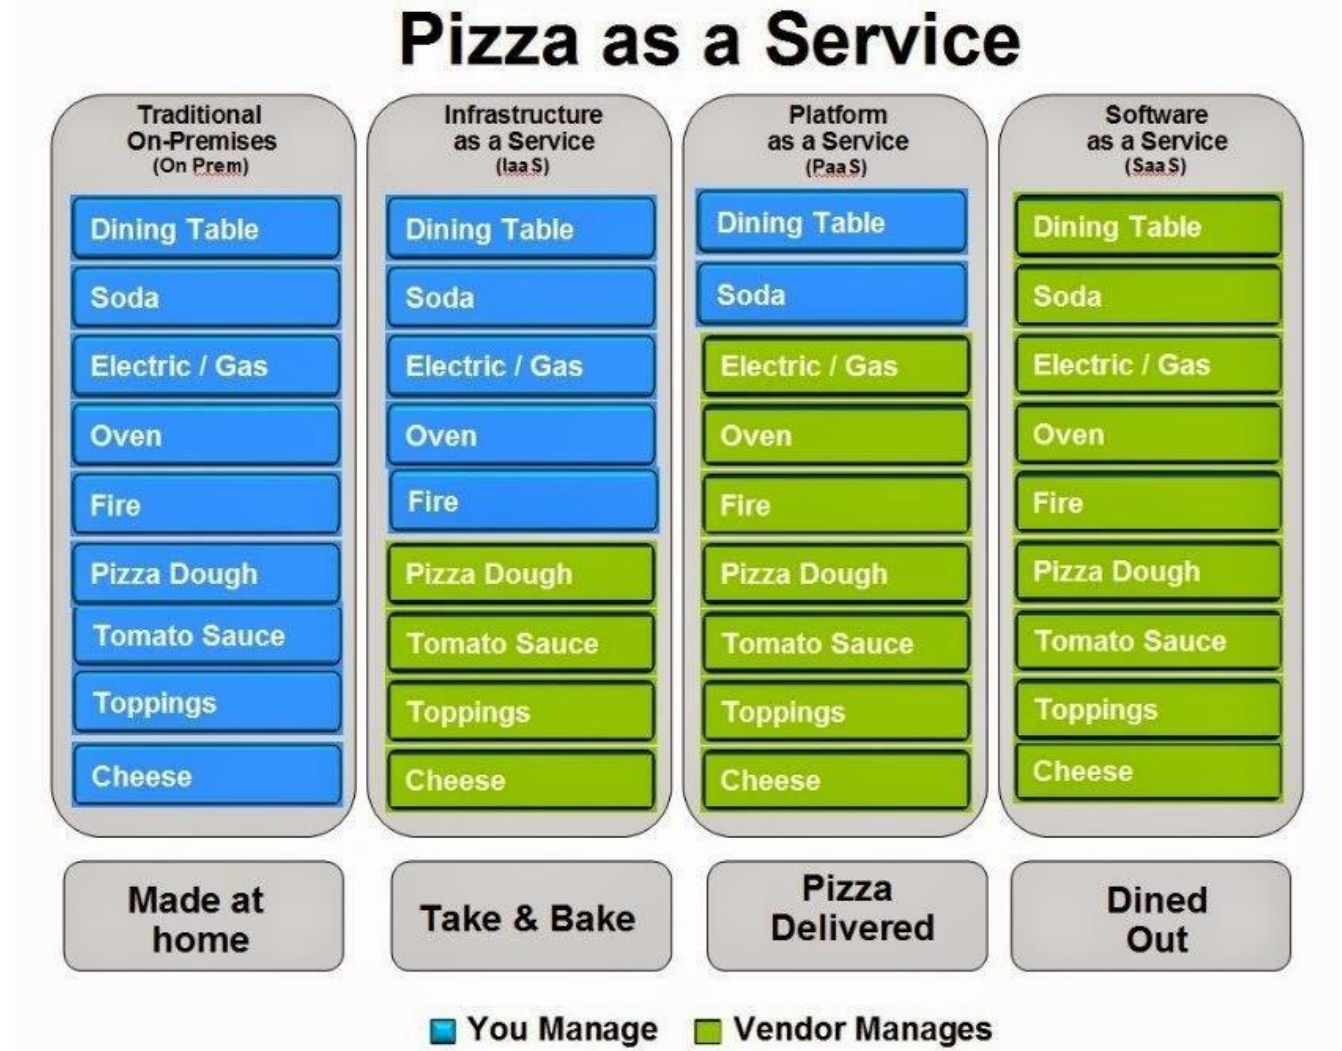 Pizza as a Service
Traditional
On-Premises
(On Prem)
Dining Table
Soda
Electric / Gas
Oven
Fire
Pizza Dough
Tomato Sauce
Toppings
Cheese
Made at
home
Infrastructure
as a Service
(IaaS)
Dining Table
Soda
Electric / Gas
Oven
Fire
Pizza Dough
Tomato Sauce
Toppings
Cheese
Take & Bake
Platform
as a Service
(PaaS)
Dining Table
Soda
Electric / Gas
Oven
Fire
Pizza Dough
Tomato Sauce
Toppings
Cheese
Pizza
Delivered
Software
as a Service
(SaaS)
Dining Table
Soda
Electric / Gas
Oven
Fire
Pizza Dough
Tomato Sauce
Toppings
Cheese
Dined
Out
You Manage
Vendor Manages